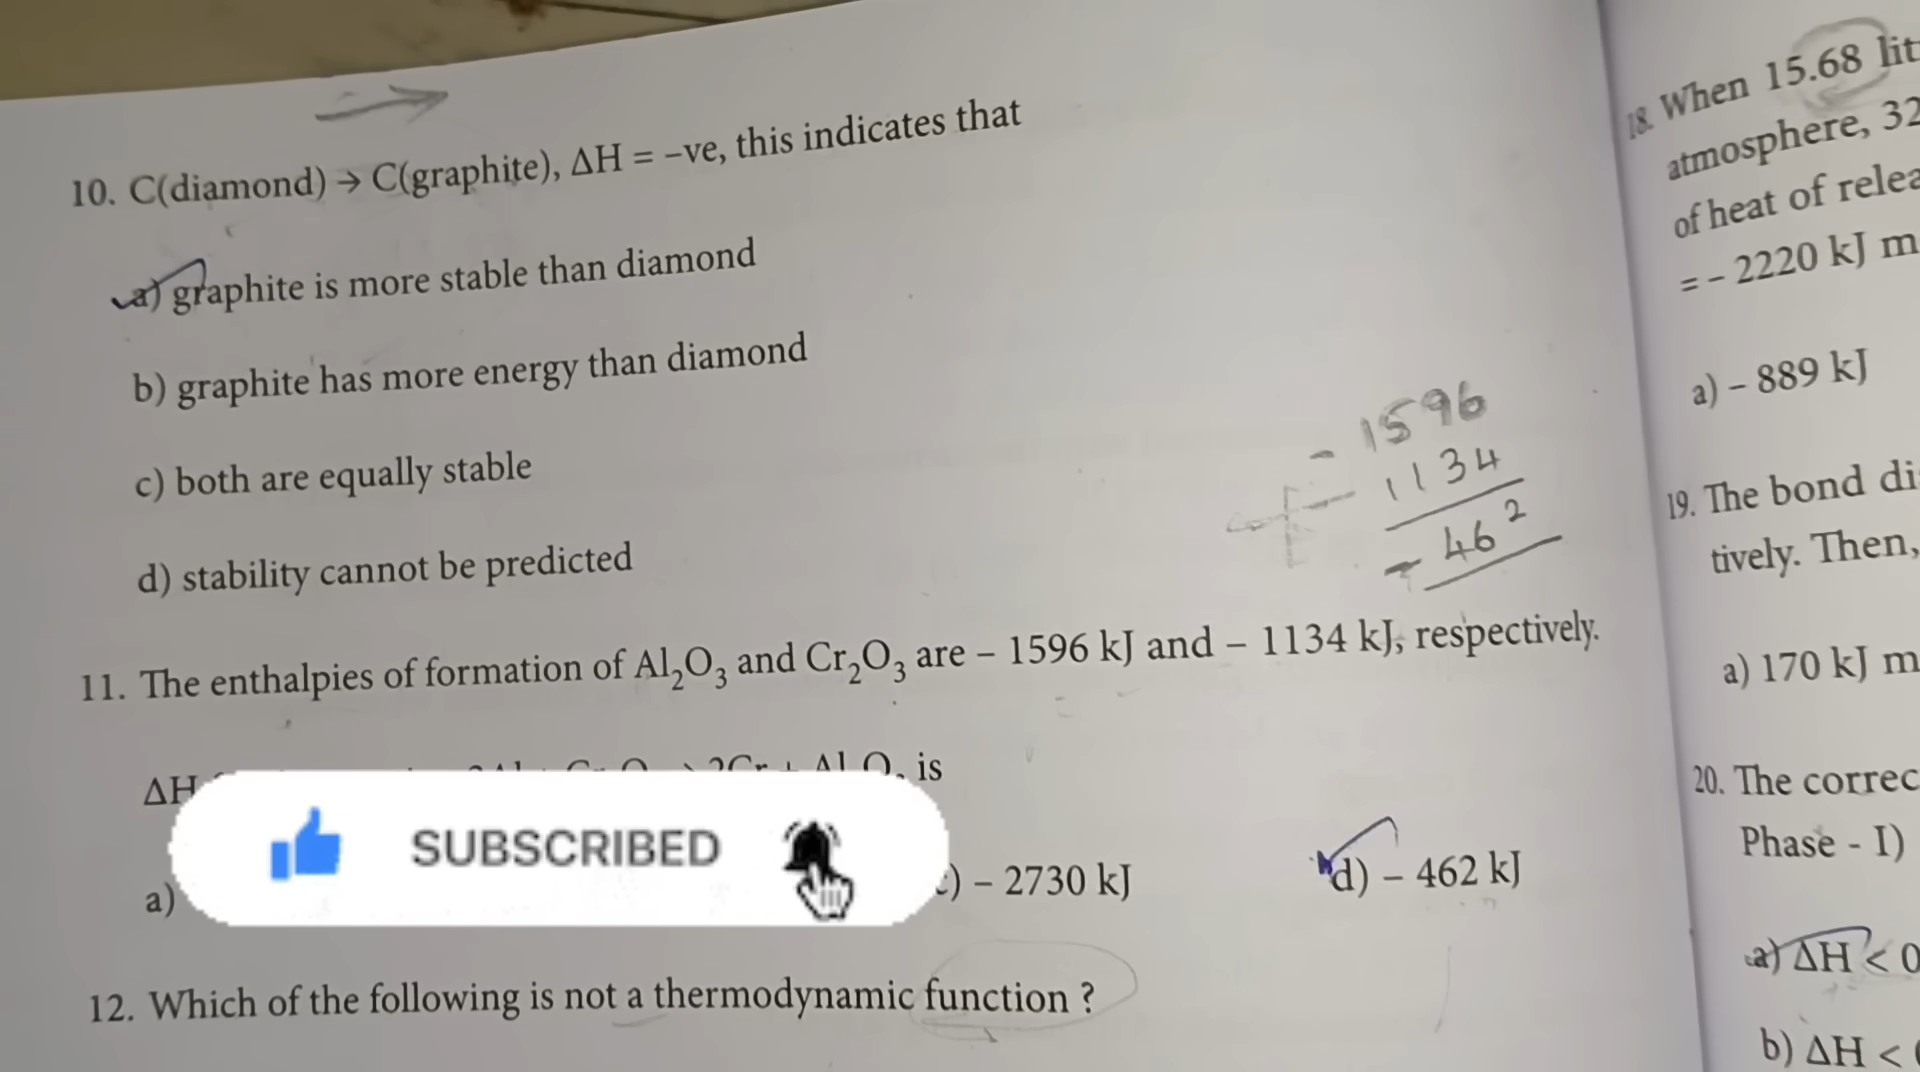 10. C(diamond) → C(graphite), ΔH = –ve, this indicates that
a) graphite is more stable than diamond
b) graphite has more energy than diamond
c) both are equally stable
d) stability cannot be predicted
– 1596
1134
– 462
11. The enthalpies of formation of Al₂O₃ and Cr₂O₃ are – 1596 kJ and – 1134 kJ, respectively.
ΔH 2Cr + Al₂O₃ is
a) c) – 2730 kJ d) – 462 kJ
SUBSCRIBED
12. Which of the following is not a thermodynamic function ?
18. When 15.68 lit
atmosphere, 32
of heat of relea
= – 2220 kJ m
a) – 889 kJ
19. The bond di
tively. Then,
a) 170 kJ m
20. The correc
Phase - I)
a) ΔH < 0
b) ΔH <